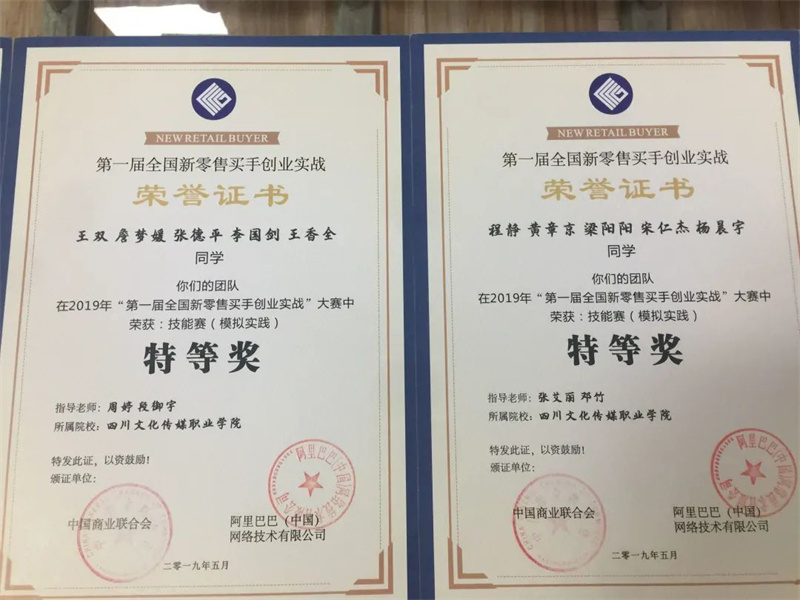 NEW RETAIL BUYER
第一届全国新零售买手创业实战
荣誉证书
王双 詹梦媛 张德平 李国剑 王香全
同学
你们的团队
在2019年“第一届全国新零售买手创业实战”大赛中
荣获：技能赛（模拟实践）
特等奖
指导老师：周婷 段御宇
所属院校：四川文化传媒职业学院
特发此证，以资鼓励！
颁证单位：
中国商业联合会
阿里巴巴（中国）
网络技术有限公司
二零一九年五月
NEW RETAIL BUYER
第一届全国新零售买手创业实战
荣誉证书
程静 黄章京 梁阳阳 宋仁杰 杨晨宇
同学
你们的团队
在2019年“第一届全国新零售买手创业实战”大赛中
荣获：技能赛（模拟实践）
特等奖
指导老师：张艾丽 邓竹
所属院校：四川文化传媒职业学院
特发此证，以资鼓励！
颁证单位：
中国商业联合会
阿里巴巴（中国）
网络技术有限公司
二零一九年五月